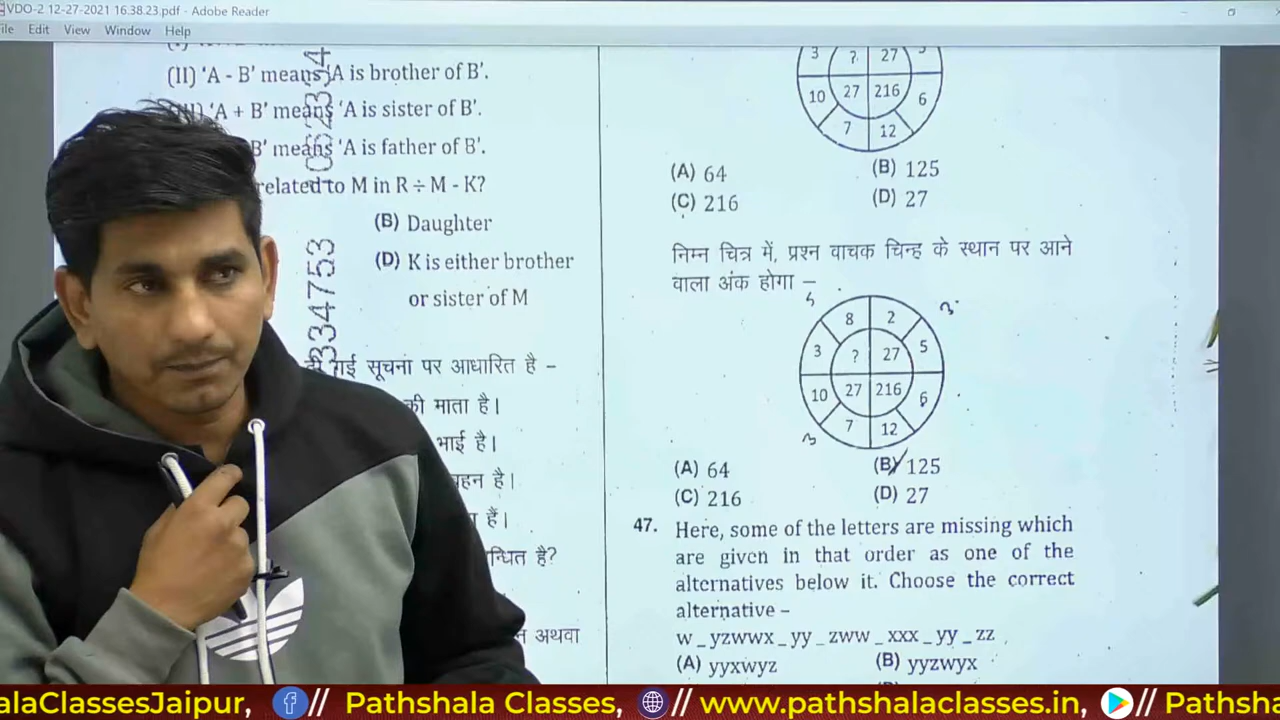 VDO-2 12-27-2021 16.38.23.pdf - Adobe Reader
ile Edit View Window Help
(II) ‘A - B’ means ‘A is brother of B’.
‘A + B’ means ‘A is sister of B’.
B’ means ‘A is father of B’.
related to M in R ÷ M - K?
(B) Daughter
(D) K is either brother
or sister of M
334753
गई सूचना पर आधारित है –
की माता है।
भाई है।
बहन है।
हैं।
न्धित है?
अथवा
3 ? 27
10 27 216 6
7 12
(A) 64 (B) 125
(C) 216 (D) 27
निम्न चित्र में, प्रश्न वाचक चिन्ह के स्थान पर आने
वाला अंक होगा –
8 2
3 ? 27 5
10 27 216 6
7 12
3
(A) 64 (B) 125
(C) 216 (D) 27
47. Here, some of the letters are missing which
are given in that order as one of the
alternatives below it. Choose the correct
alternative –
w _ yzwwx _ yy _ zww _ xxx _ yy _ zz
(A) yyxwyz (B) yyzwyx
alaClassesJaipur, f // Pathshala Classes, // www.pathshalaclasses.in, // Pathsha